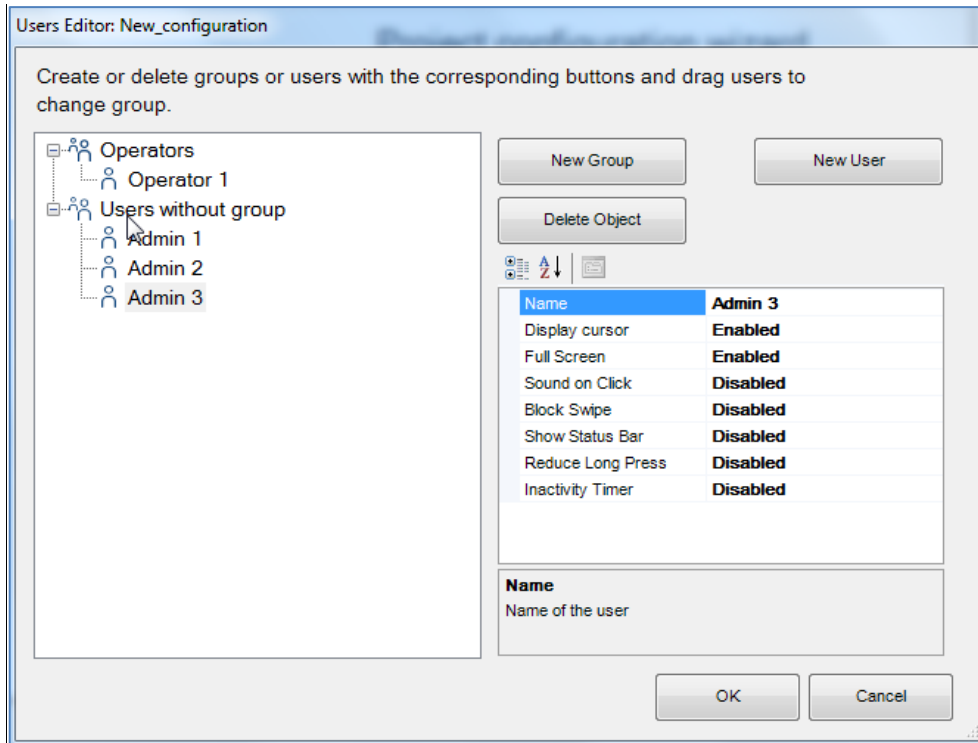 Users Editor: New_configuration
Project configuration wizard
Create or delete groups or users with the corresponding buttons and drag users to
change group.
Operators
Operator 1
Users without group
Admin 1
Admin 2
Admin 3
New Group
New User
Delete Object
Name Admin 3
Display cursor Enabled
Full Screen Enabled
Sound on Click Disabled
Block Swipe Disabled
Show Status Bar Disabled
Reduce Long Press Disabled
Inactivity Timer Disabled
Name
Name of the user
OK
Cancel